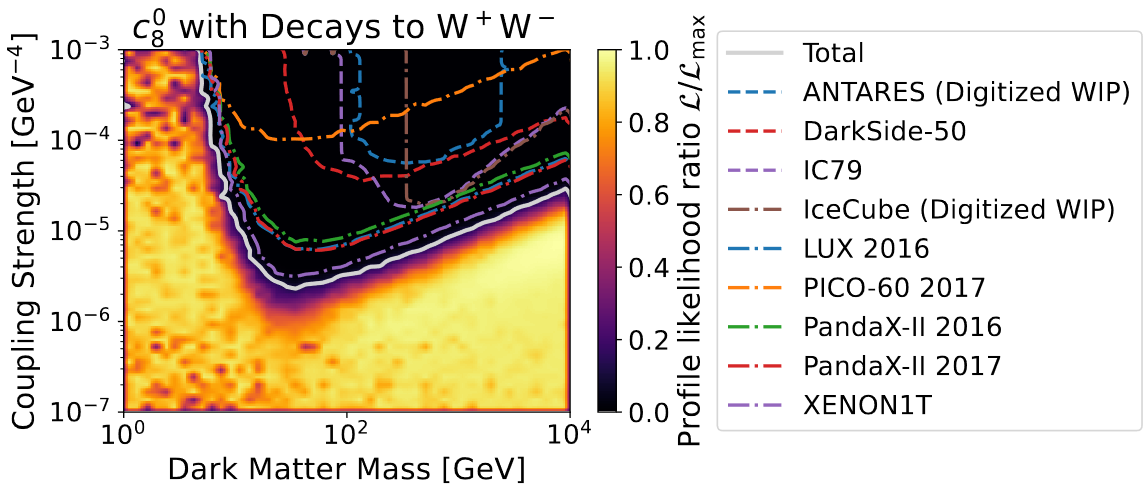 c₈⁰ with Decays to W⁺W⁻
Coupling Strength [GeV⁻⁴]
10⁻³
10⁻⁴
10⁻⁵
10⁻⁶
10⁻⁷
10⁰
10²
10⁴
Dark Matter Mass [GeV]
1.0
0.8
0.6
0.4
0.2
0.0
Profile likelihood ratio ℒ/ℒmax
Total
ANTARES (Digitized WIP)
DarkSide-50
IC79
IceCube (Digitized WIP)
LUX 2016
PICO-60 2017
PandaX-II 2016
PandaX-II 2017
XENON1T